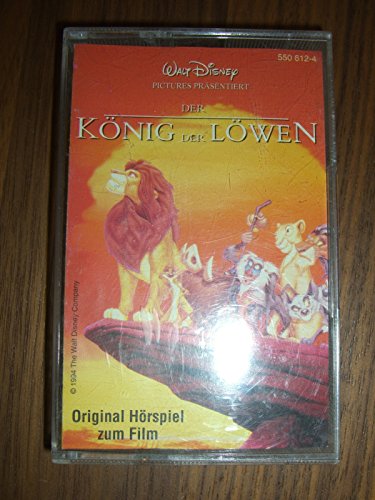 550 812-4
WALT DISNEY
PICTURES PRÄSENTIERT
DER
KÖNIG DER LÖWEN
© 1994 The Walt Disney Company
Original Hörspiel
zum Film